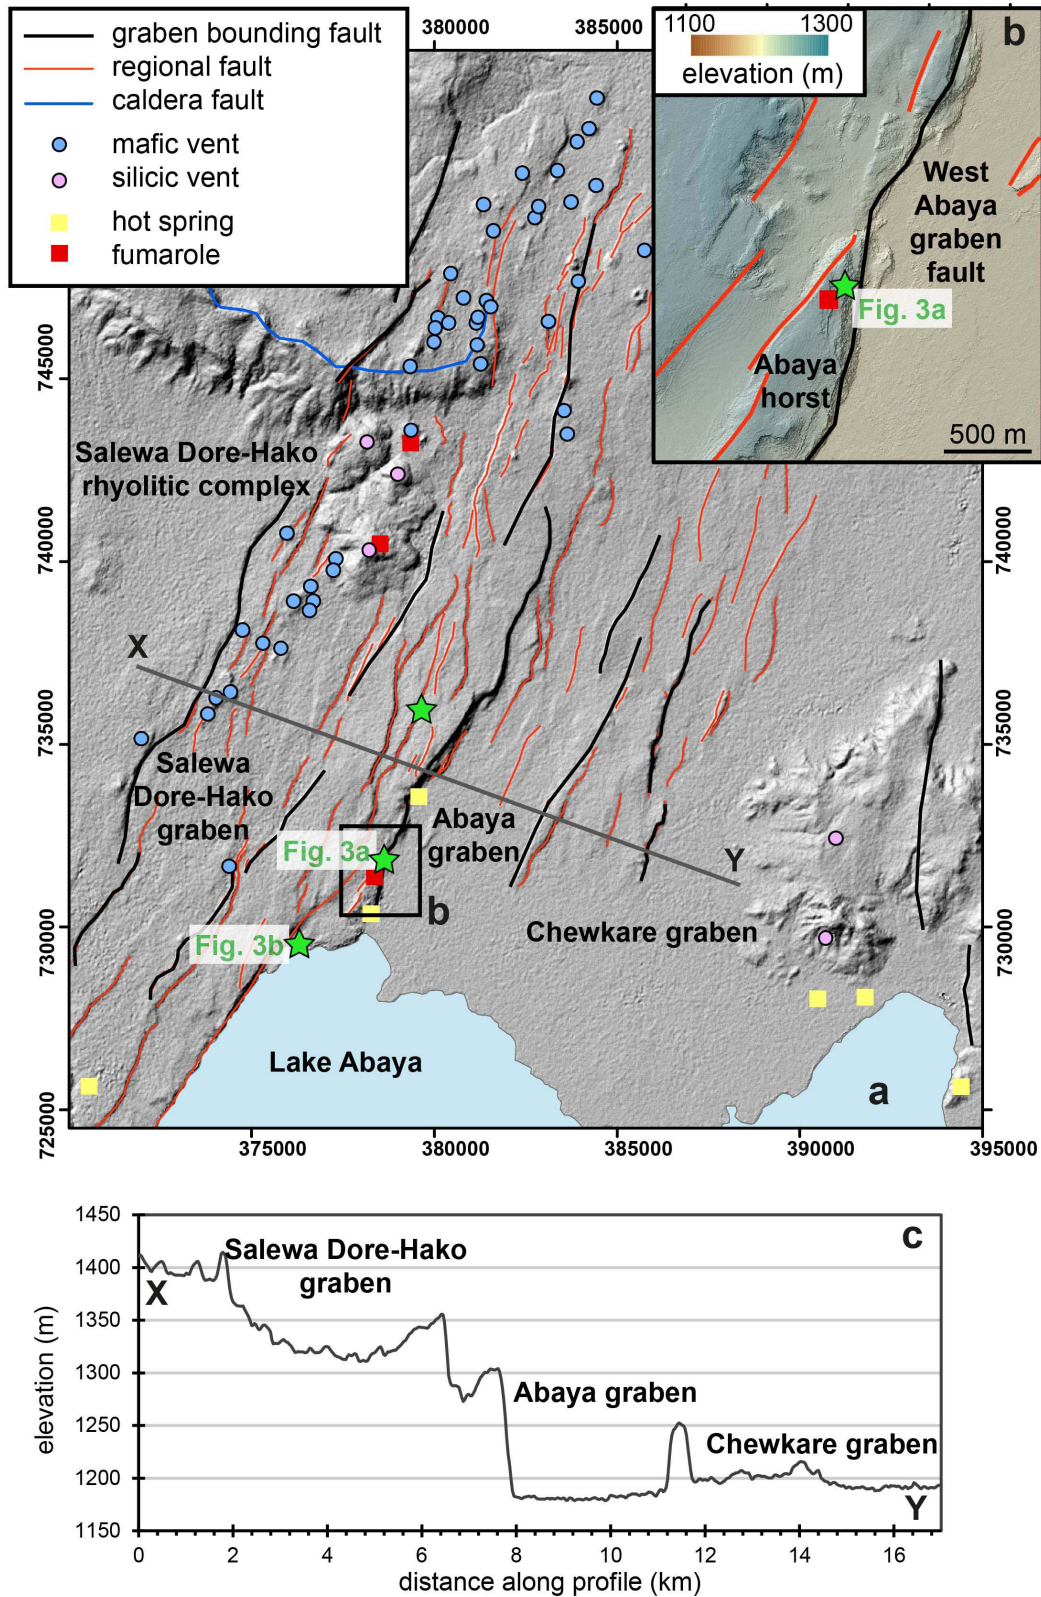 graben bounding fault
regional fault
caldera fault
mafic vent
silicic vent
hot spring
fumarole
380000
385000
1100
1300
elevation (m)
b
West
Abaya
graben
fault
Fig. 3a
Abaya
horst
500 m
745000
740000
735000
730000
725000
740000
735000
730000
Salewa Dore-Hako
rhyolitic complex
X
Salewa
Dore-Hako
graben
Abaya
graben
Y
Fig. 3a
b
Chewkare graben
Fig. 3b
Lake Abaya
a
375000
380000
385000
390000
395000
1450
1400
1350
1300
1250
1200
1150
elevation (m)
c
Salewa Dore-Hako
graben
X
Abaya graben
Chewkare graben
Y
0
2
4
6
8
10
12
14
16
distance along profile (km)